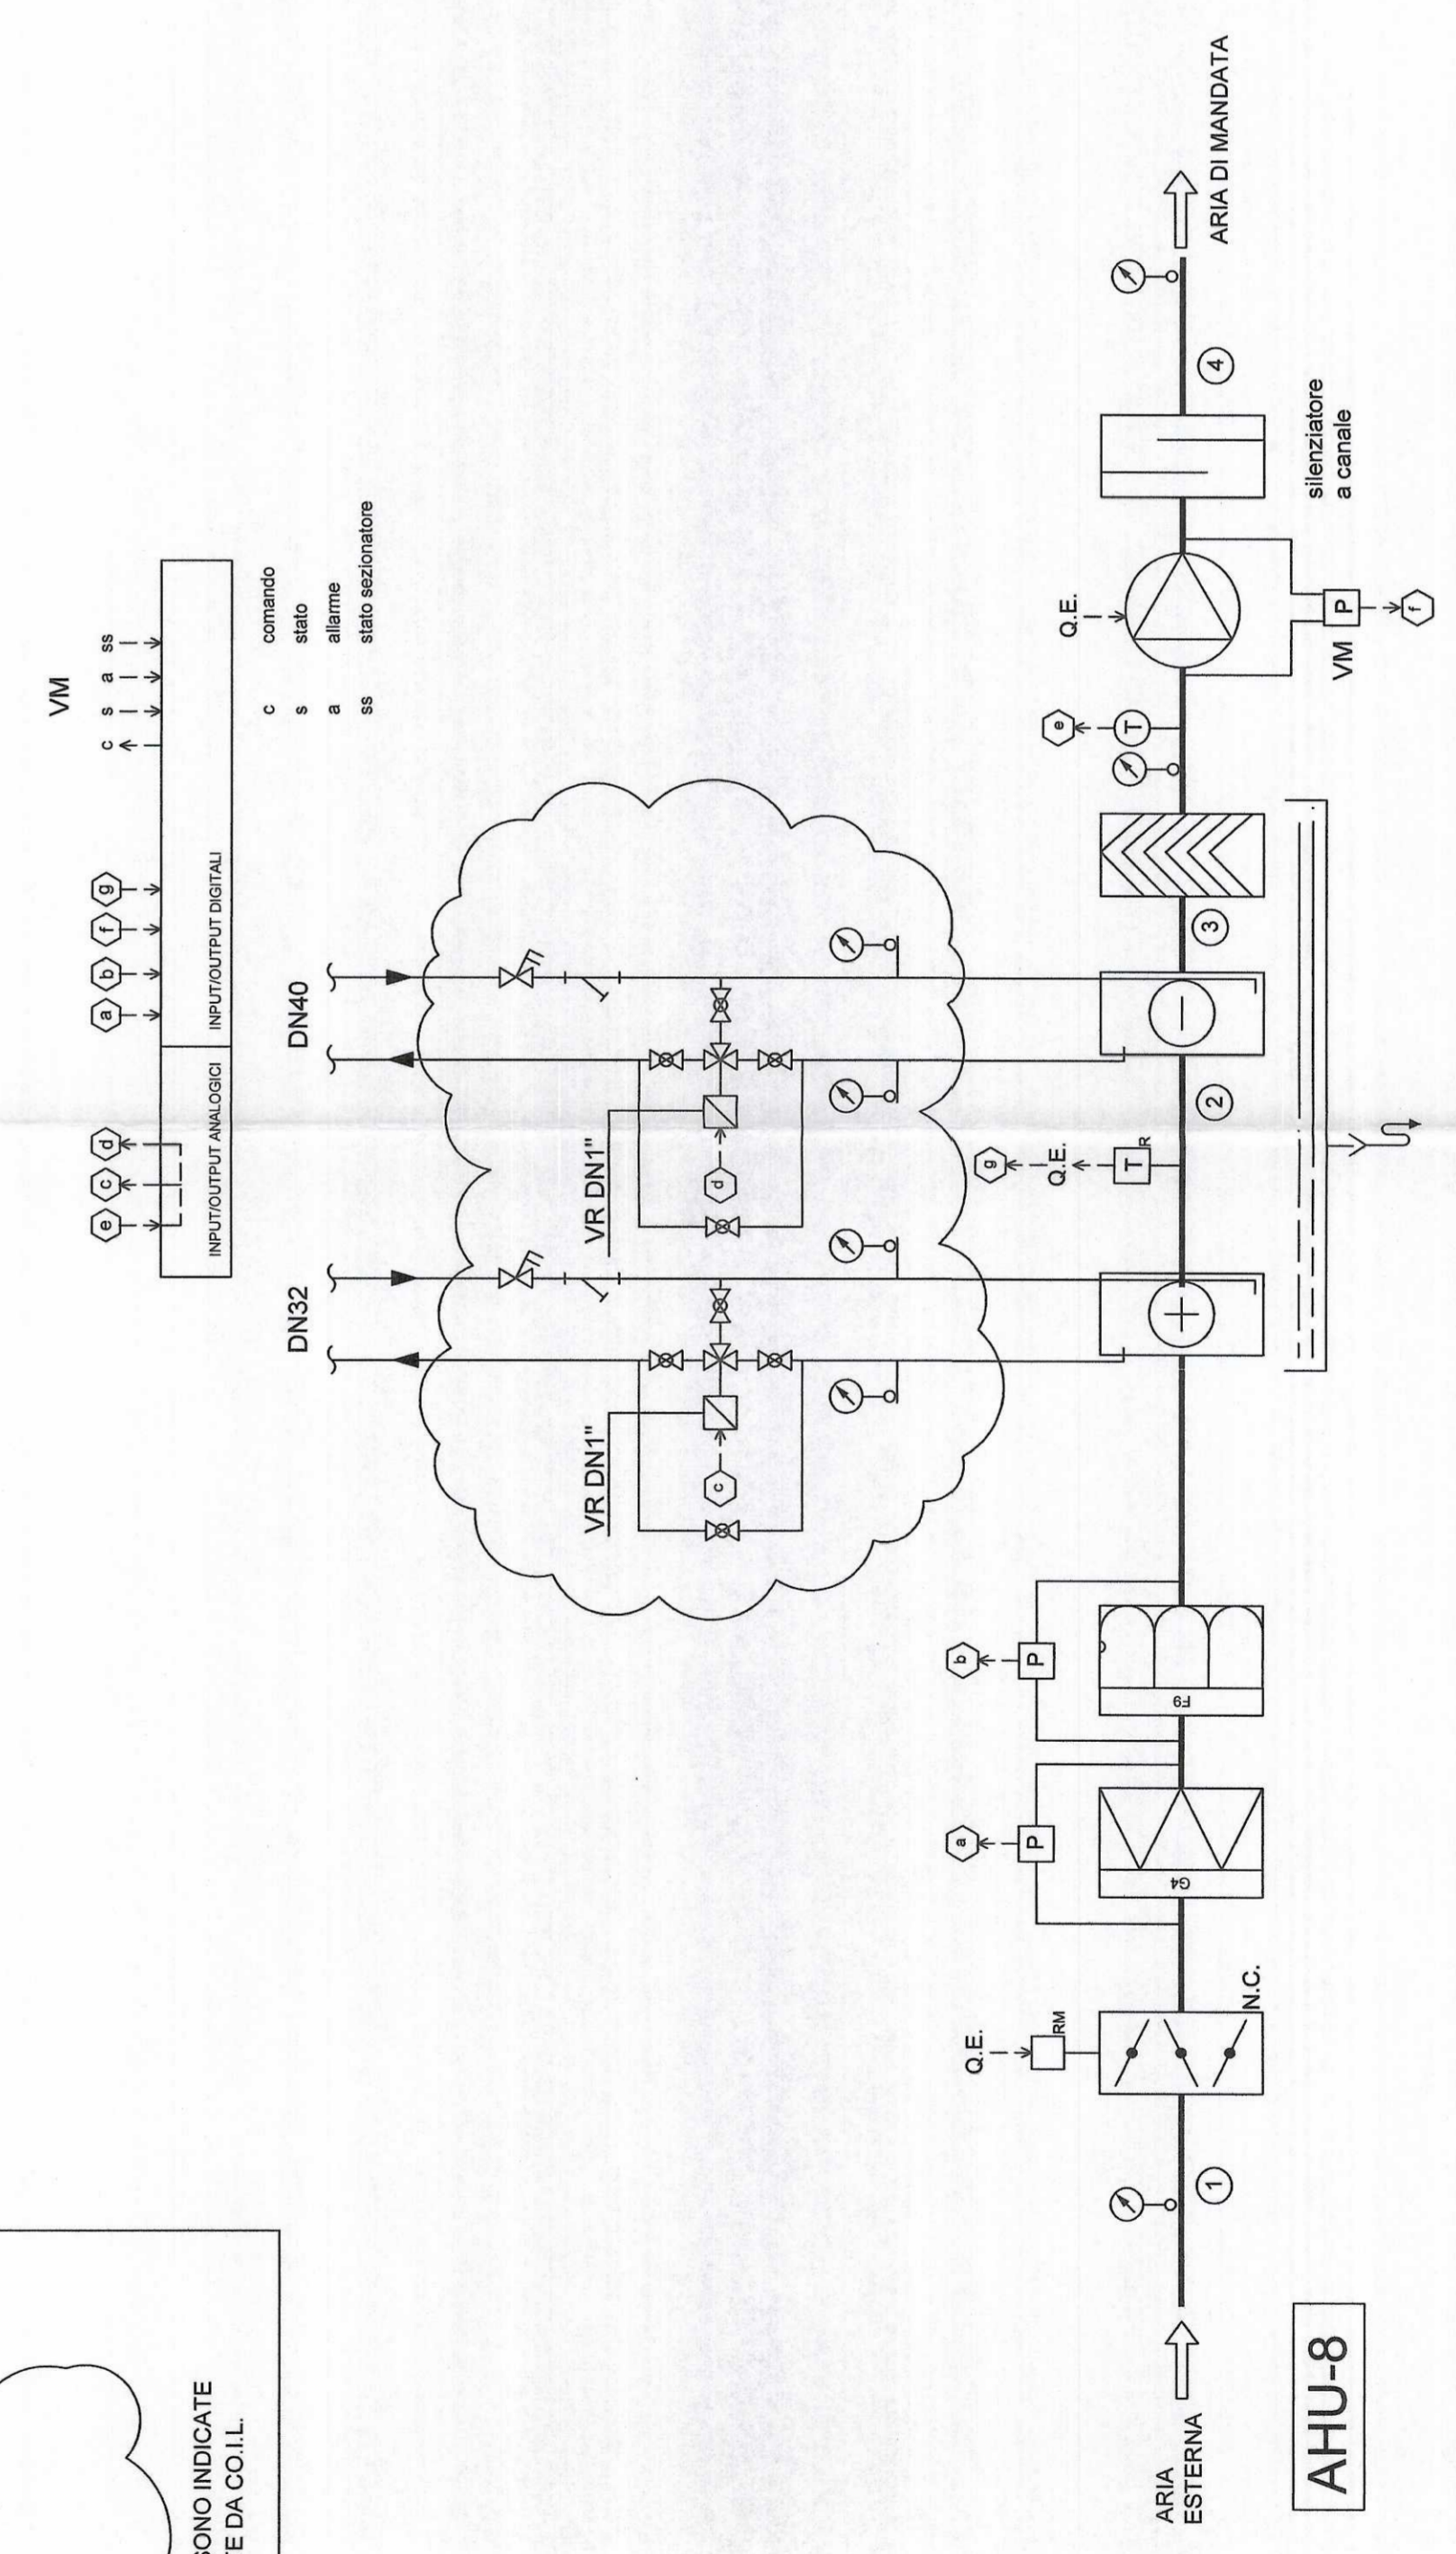 VM
c s a ss
e c d a b f g
INPUT/OUTPUT ANALOGICI
INPUT/OUTPUT DIGITALI
c comando
s stato
a allarme
ss stato sezionatore
SONO INDICATE
TE DA CO.I.L.
DN32
DN40
VR DN1"
VR DN1"
c
d
a
b
g
e
Q.E.
RM
P
P
Q.E.
T
R
T
Q.E.
G4
F9
+
−
N.C.
1
2
3
4
ARIA
ESTERNA
ARIA DI MANDATA
silenziatore
a canale
VM
P
f
AHU-8